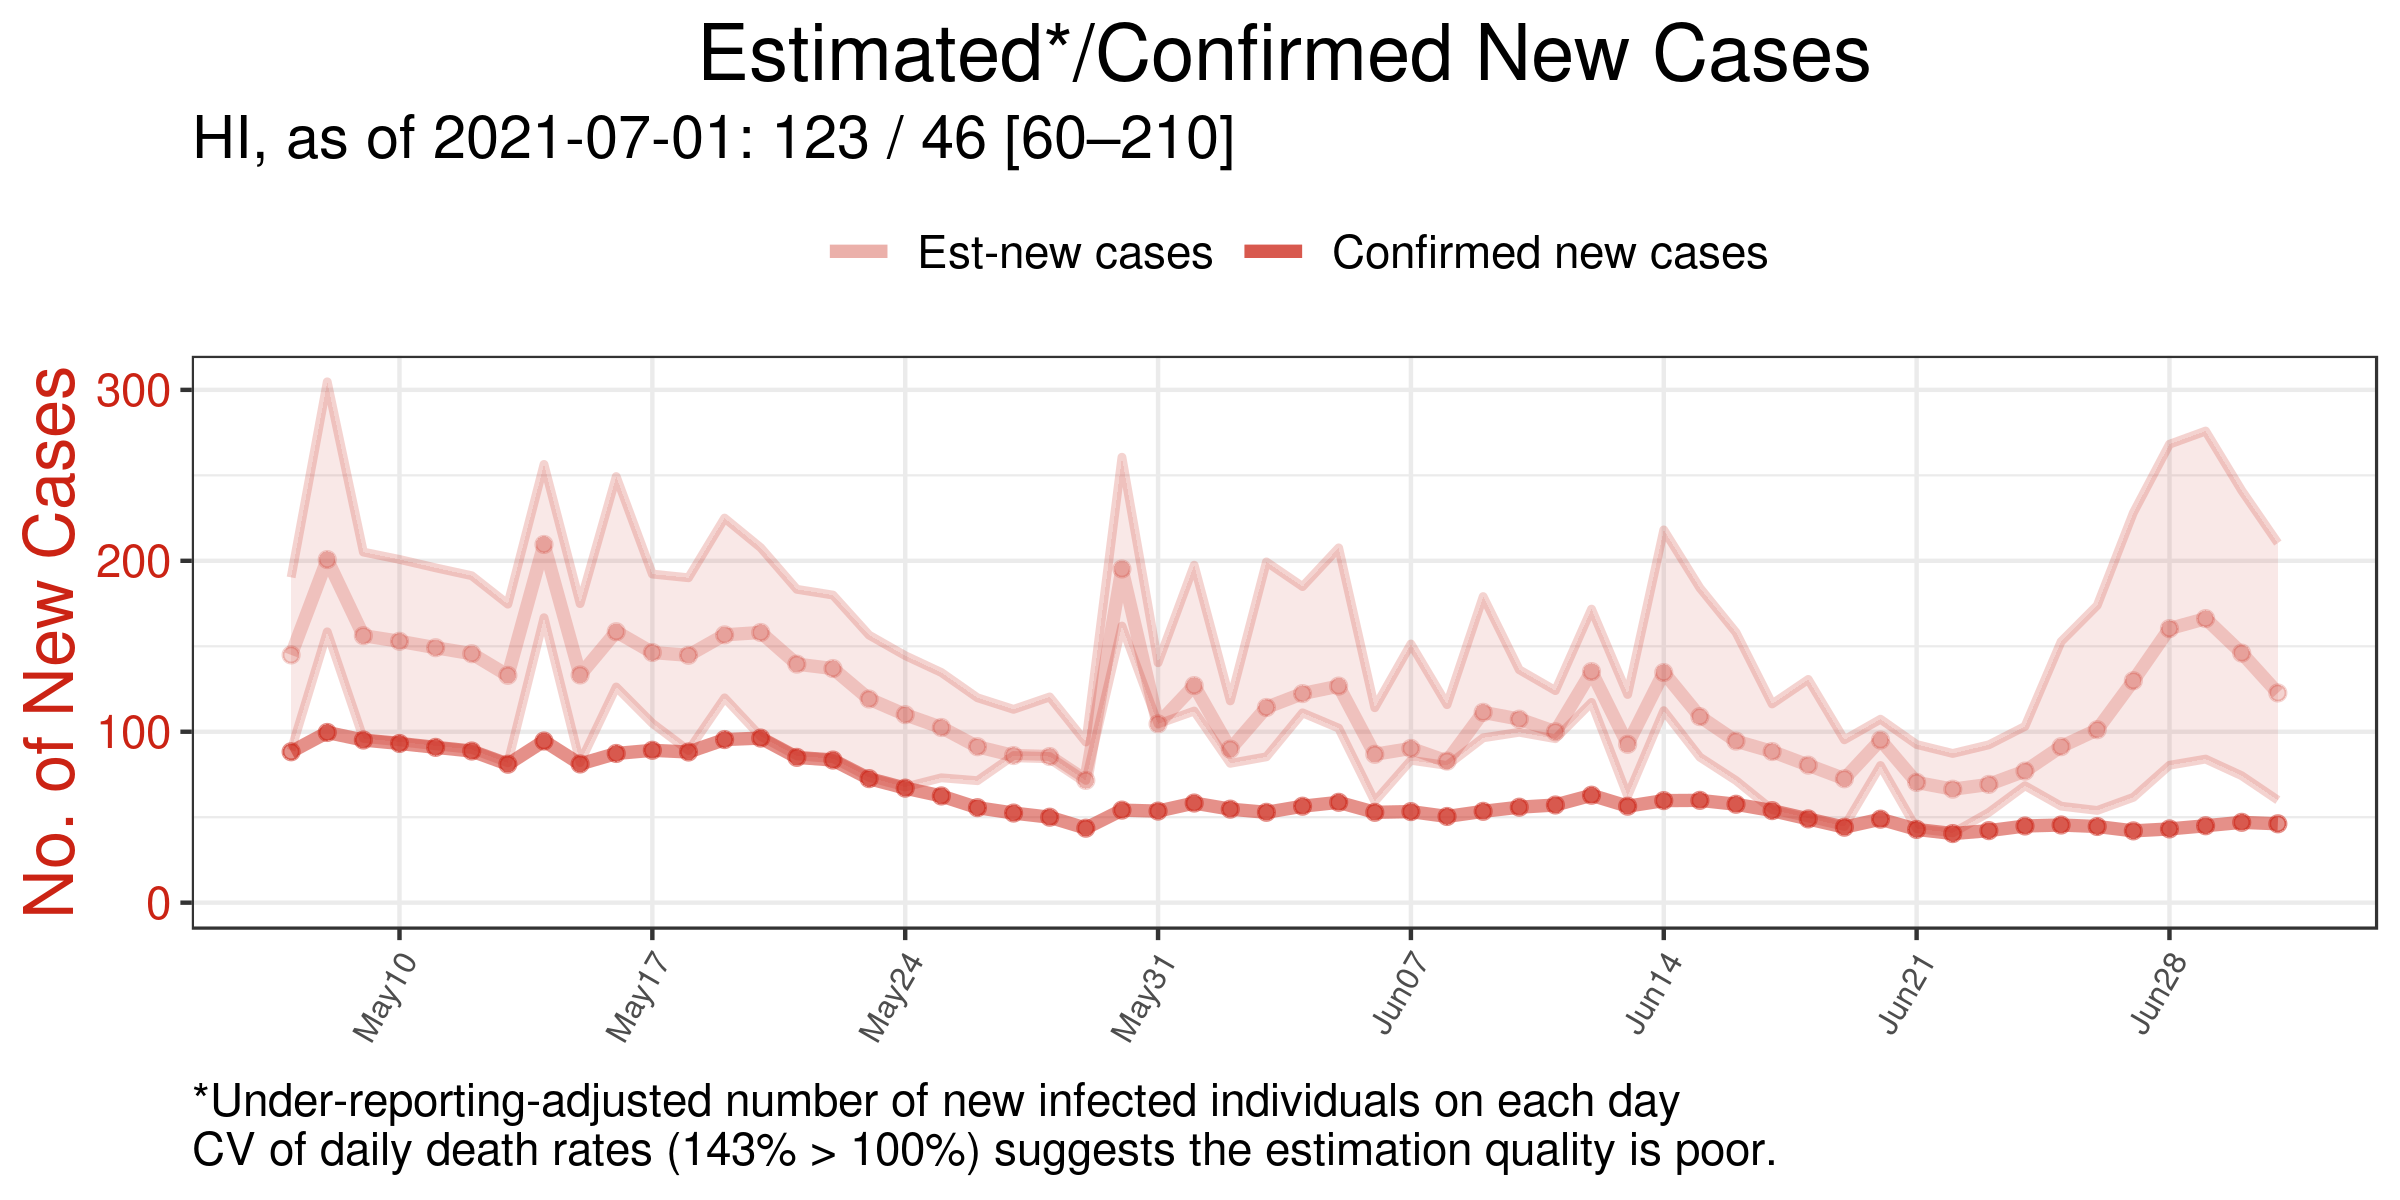 Estimated*/Confirmed New Cases
HI, as of 2021-07-01: 123 / 46 [60–210]
Est-new cases
Confirmed new cases
No. of New Cases
300
200
100
0
May10
May17
May24
May31
Jun07
Jun14
Jun21
Jun28
*Under-reporting-adjusted number of new infected individuals on each day
CV of daily death rates (143% > 100%) suggests the estimation quality is poor.